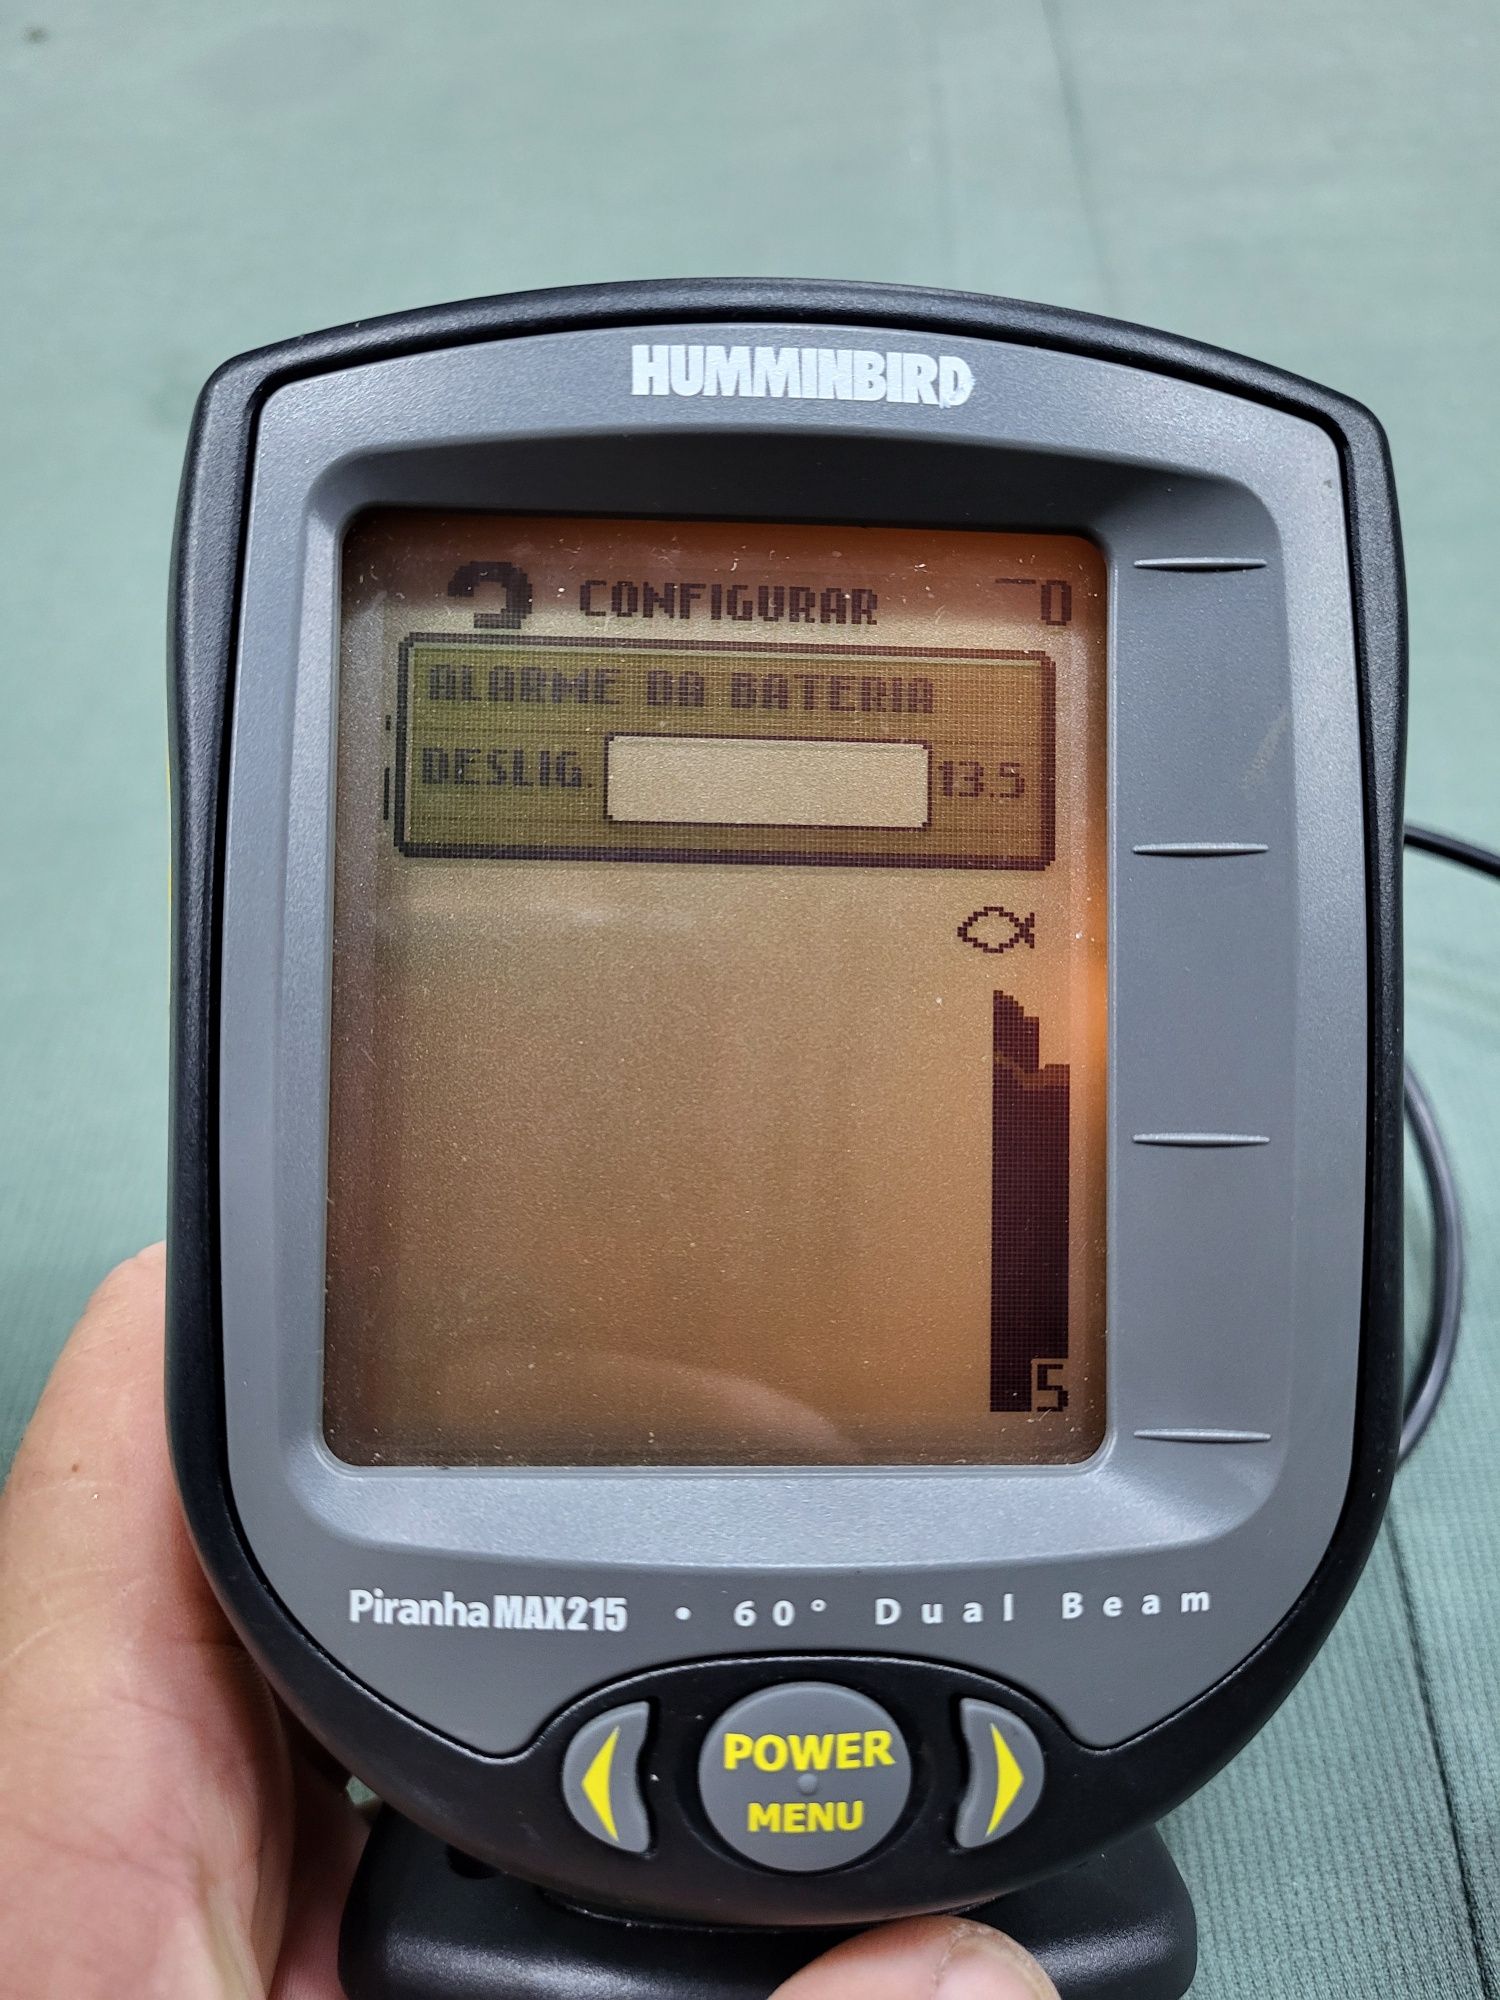 HUMMINBIRD
CONFIGURAR
0
ALARME DA BATERIA
DESLIG. 13.5
5
PiranhaMAX215 • 60° Dual Beam
POWER
MENU